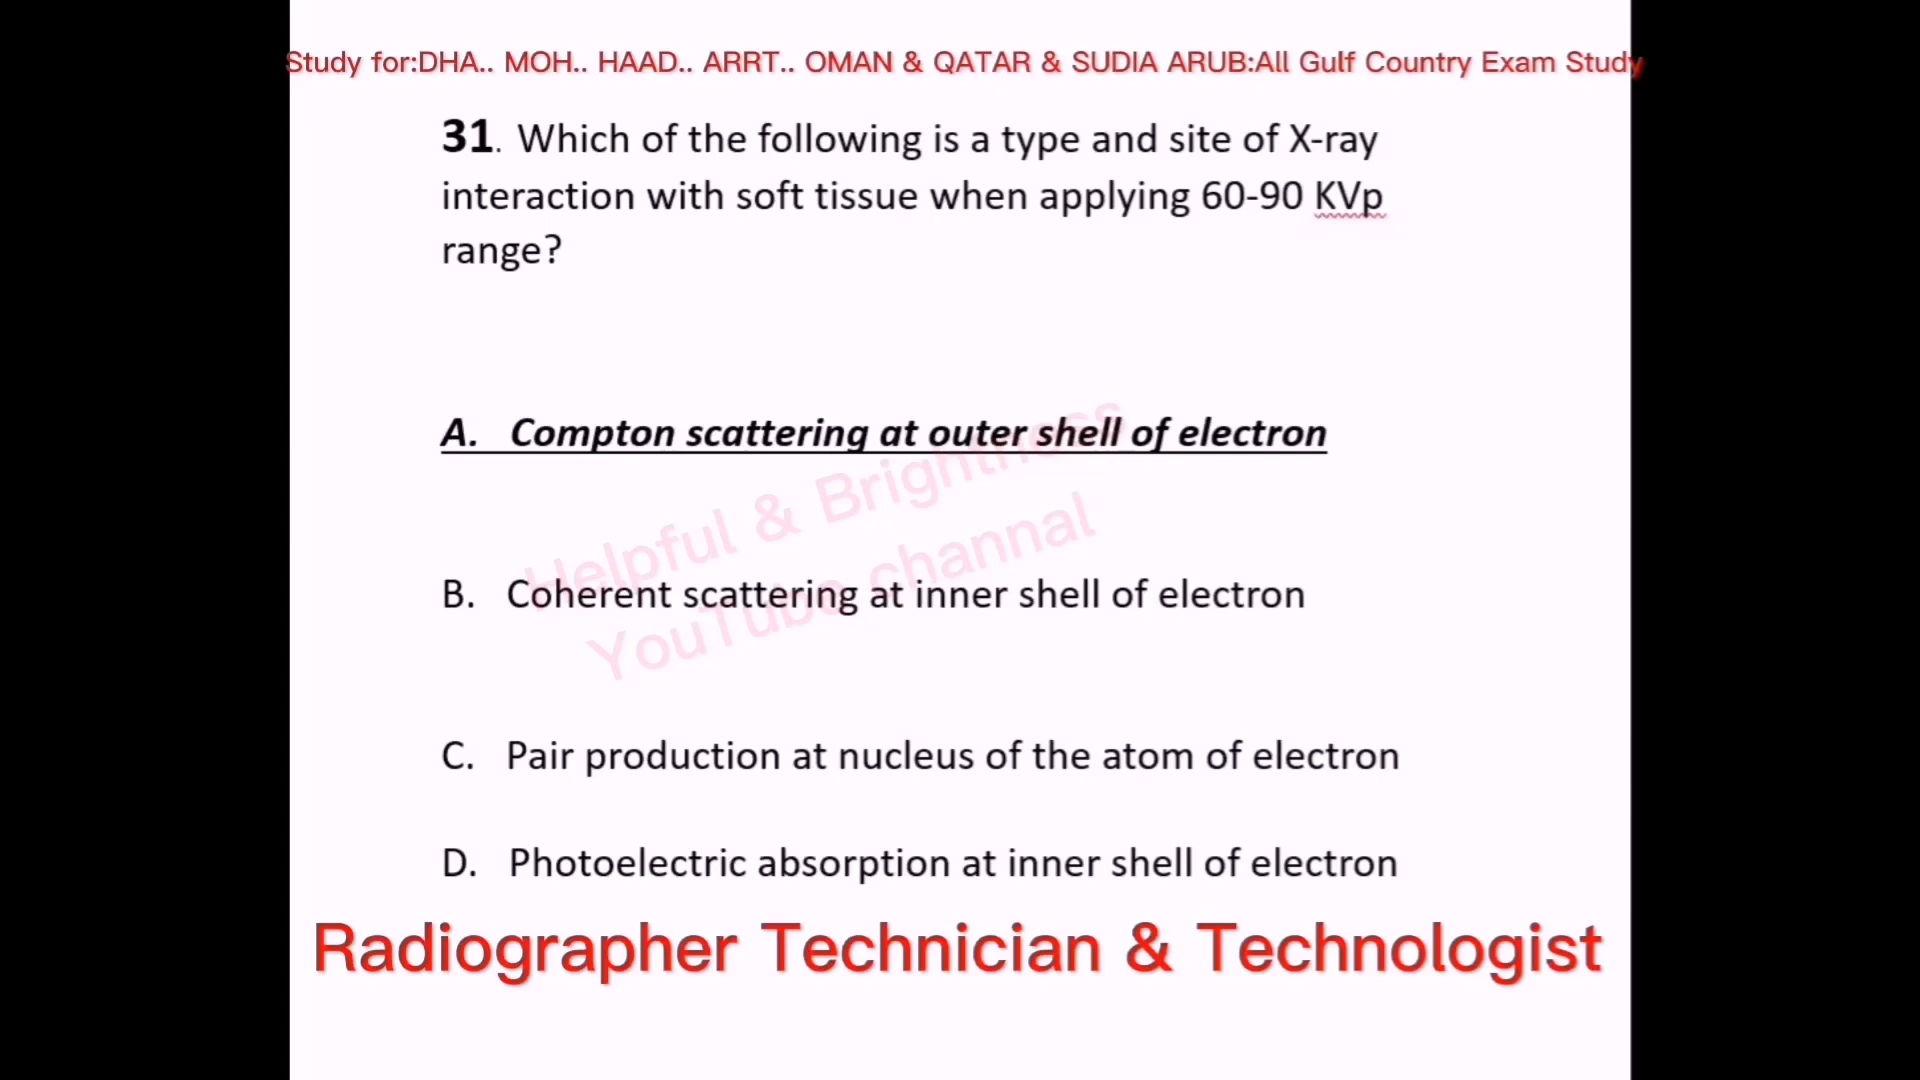 Study for:DHA.. MOH.. HAAD.. ARRT.. OMAN & QATAR & SUDIA ARUB:All Gulf Country Exam Study
31. Which of the following is a type and site of X-ray
interaction with soft tissue when applying 60-90 KVp
range?
A. Compton scattering at outer shell of electron
Helpful & Brightness
YouTube channal
B. Coherent scattering at inner shell of electron
C. Pair production at nucleus of the atom of electron
D. Photoelectric absorption at inner shell of electron
Radiographer Technician & Technologist